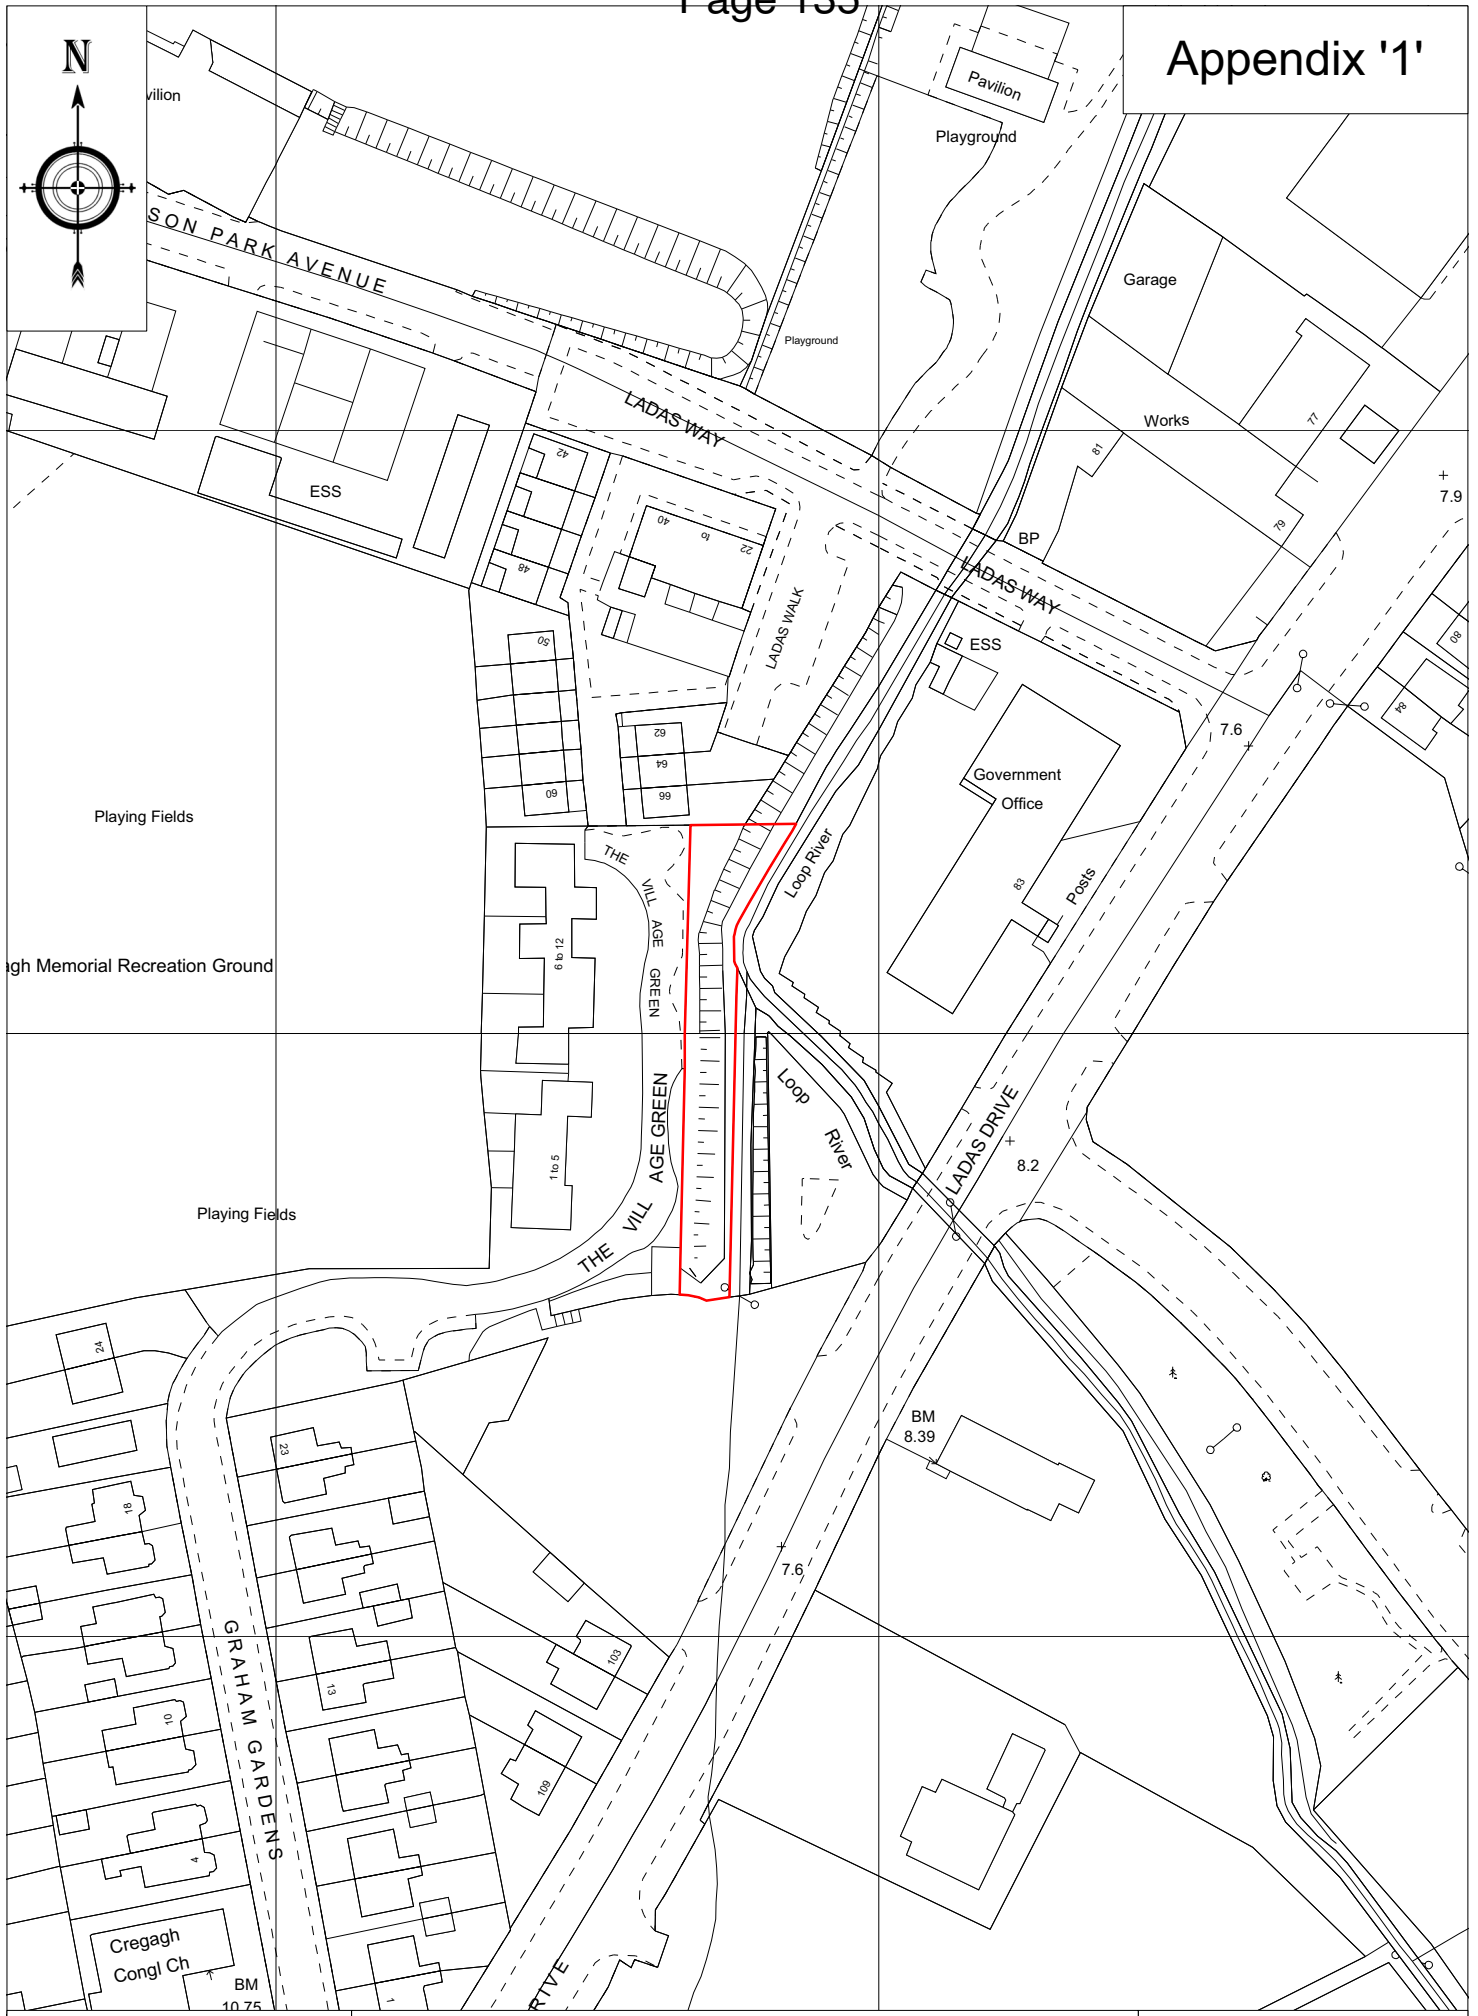 Page 135
Appendix '1'
N
vilion
Pavilion
Playground
SON PARK AVENUE
Garage
Playground
LADAS WAY
Works
77
81
42
ESS
7.9
40
to
22
79
BP
48
LADAS WAY
LADAS WALK
50
ESS
80
84
62
7.6
64
Government
Office
60
66
Playing Fields
THE
VILL AGE
GREEN
Loop River
83
Posts
6 to 12
agh Memorial Recreation Ground
Loop
River
AGE GREEN
LADAS DRIVE
8.2
1 to 5
THE VILL
Playing Fields
24
BM
8.39
23
18
7.6
GRAHAM GARDENS
103
13
10
109
4
Cregagh
Congl Ch
BM
10.75
1
RIVE